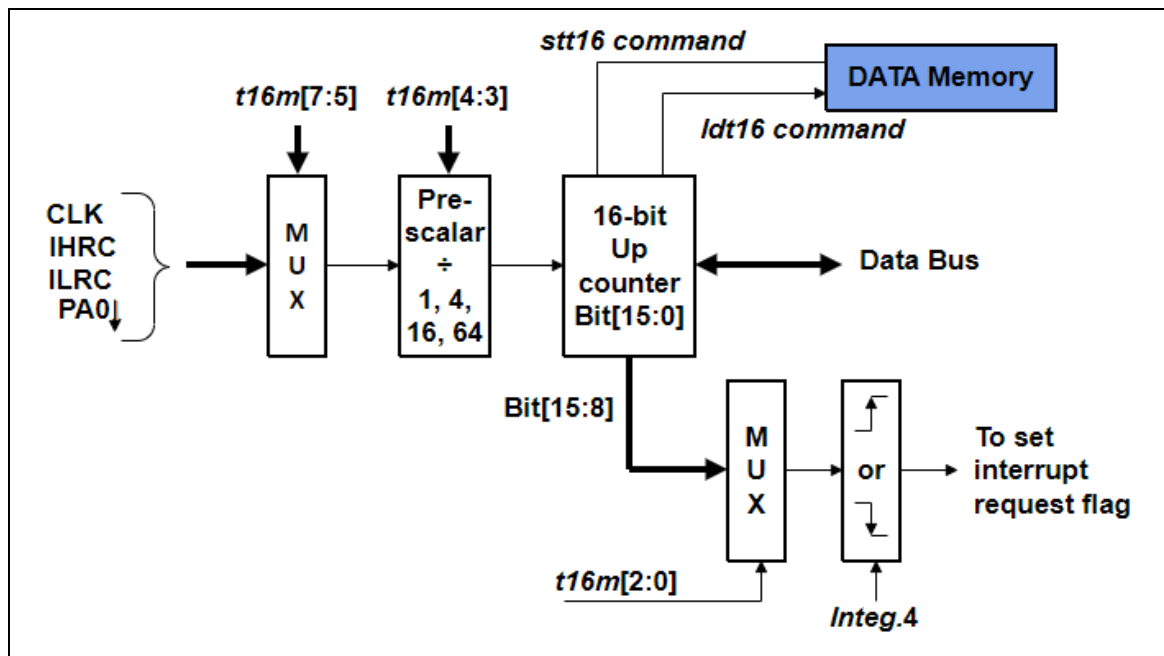 stt16 command
DATA Memory
ldt16 command
t16m[7:5]
t16m[4:3]
CLK
IHRC
ILRC
PA0↓
M
U
X
Pre-
scalar
÷
1, 4,
16, 64
16-bit
Up
counter
Bit[15:0]
Data Bus
Bit[15:8]
M
U
X
or
To set
interrupt
request flag
t16m[2:0]
Integ.4